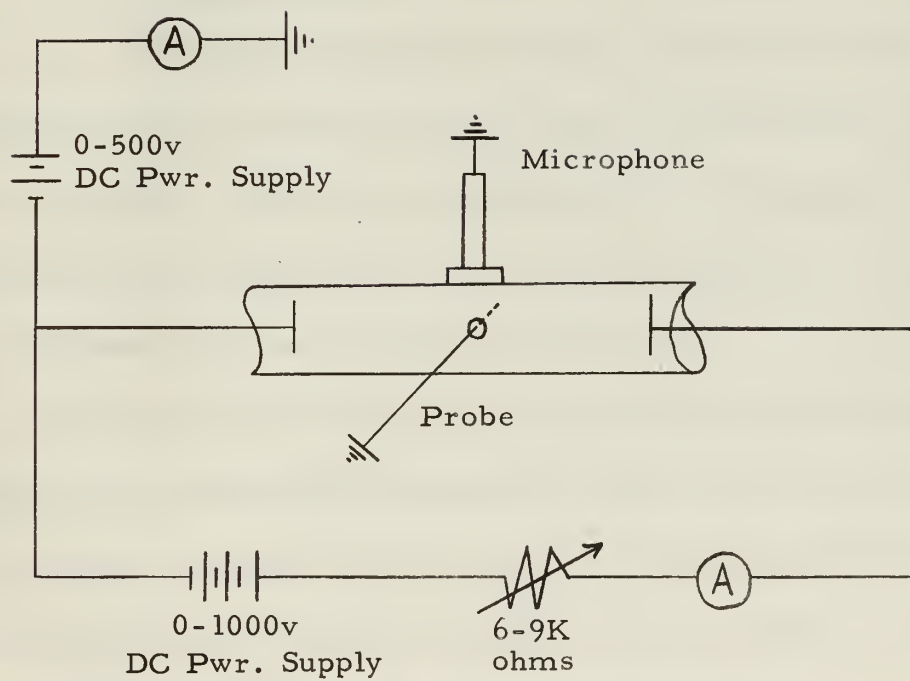 A
0-500v
DC Pwr. Supply
Microphone
Probe
0-1000v
DC Pwr. Supply
6-9K
ohms
A